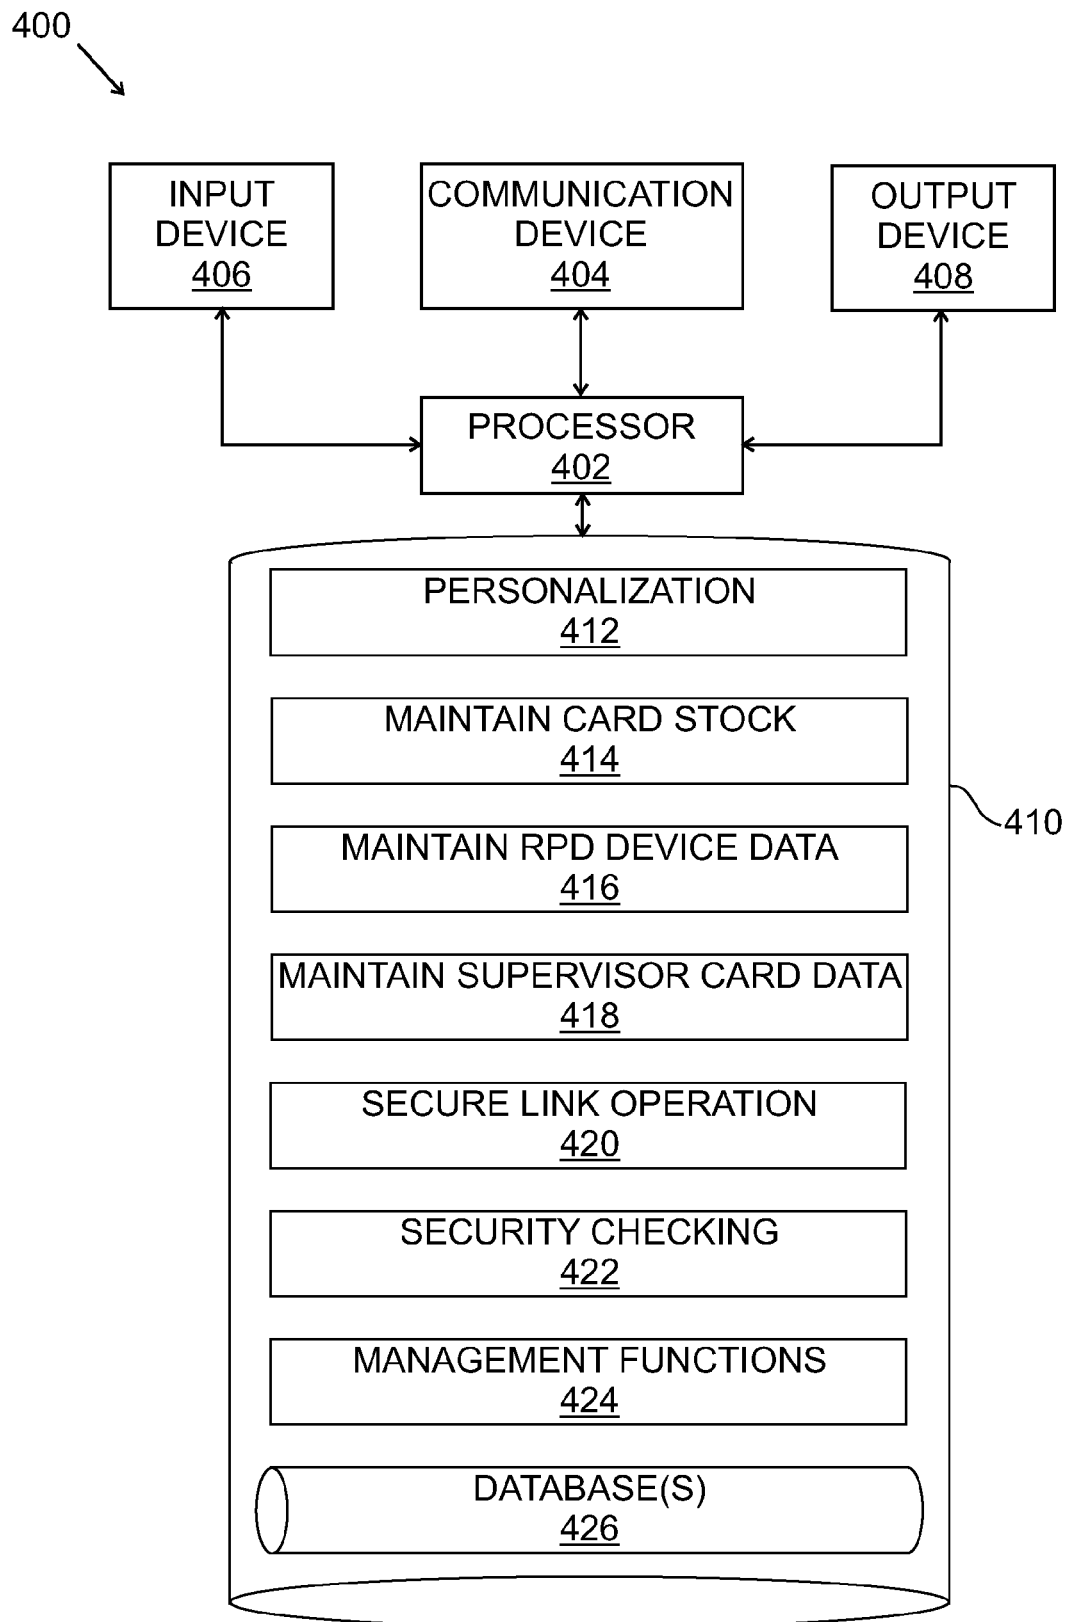 400
INPUT
DEVICE
406
COMMUNICATION
DEVICE
404
OUTPUT
DEVICE
408
PROCESSOR
402
PERSONALIZATION
412
MAINTAIN CARD STOCK
414
410
MAINTAIN RPD DEVICE DATA
416
MAINTAIN SUPERVISOR CARD DATA
418
SECURE LINK OPERATION
420
SECURITY CHECKING
422
MANAGEMENT FUNCTIONS
424
DATABASE(S)
426